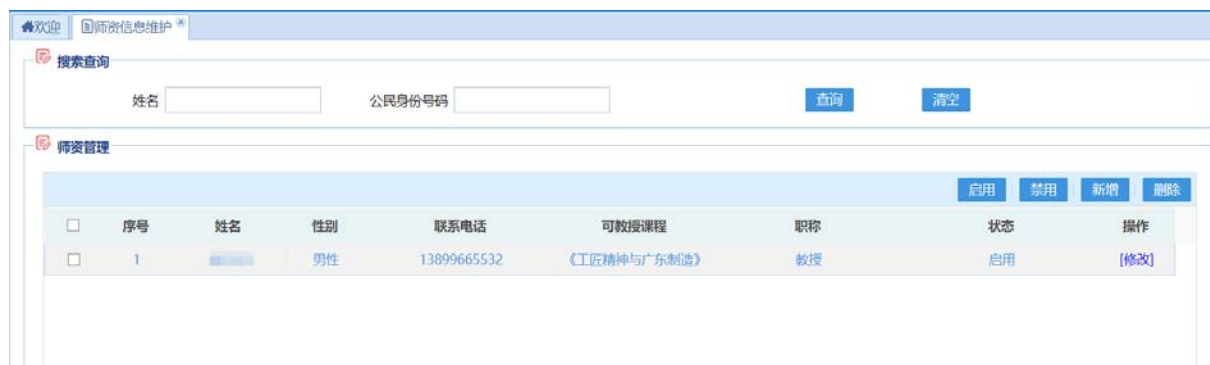 欢迎 师资信息维护
搜索查询
姓名 公民身份号码 查询 清空
师资管理
启用 禁用 新增 删除
序号 姓名 性别 联系电话 可教授课程 职称 状态 操作
1 男性 13899665532 《工匠精神与广东制造》 教授 启用 [修改]